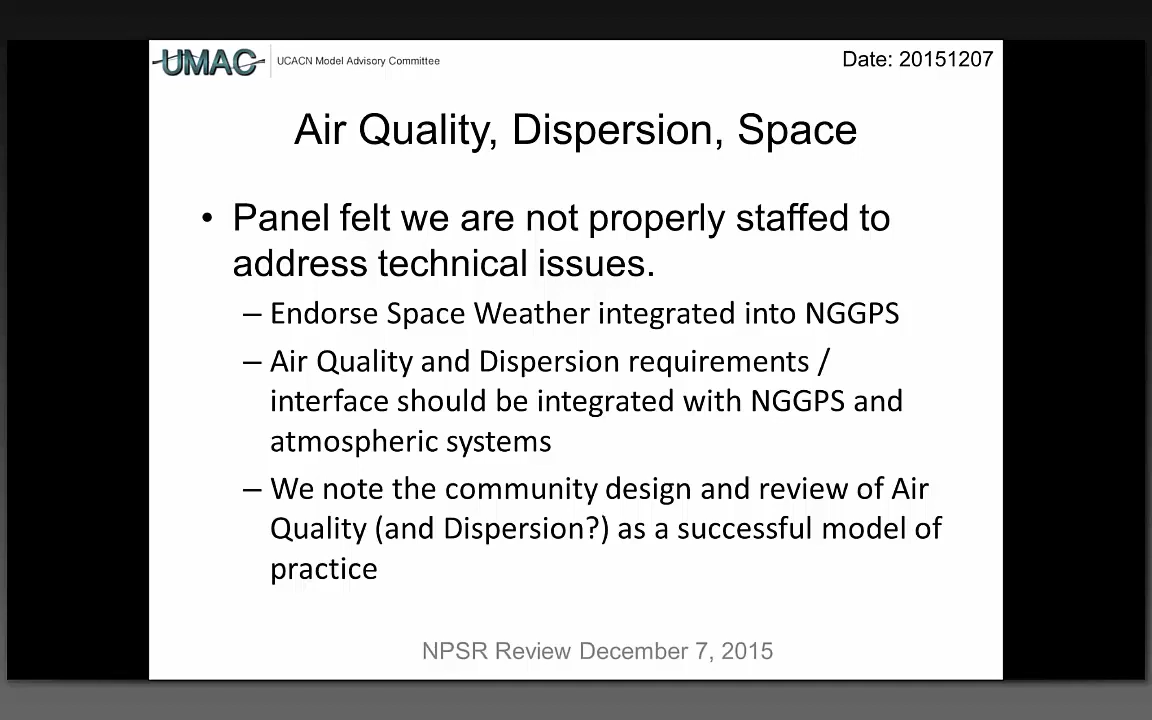 UMAC
UCACN Model Advisory Committee
Date: 20151207
Air Quality, Dispersion, Space
• Panel felt we are not properly staffed to
address technical issues.
– Endorse Space Weather integrated into NGGPS
– Air Quality and Dispersion requirements /
interface should be integrated with NGGPS and
atmospheric systems
– We note the community design and review of Air
Quality (and Dispersion?) as a successful model of
practice
NPSR Review December 7, 2015